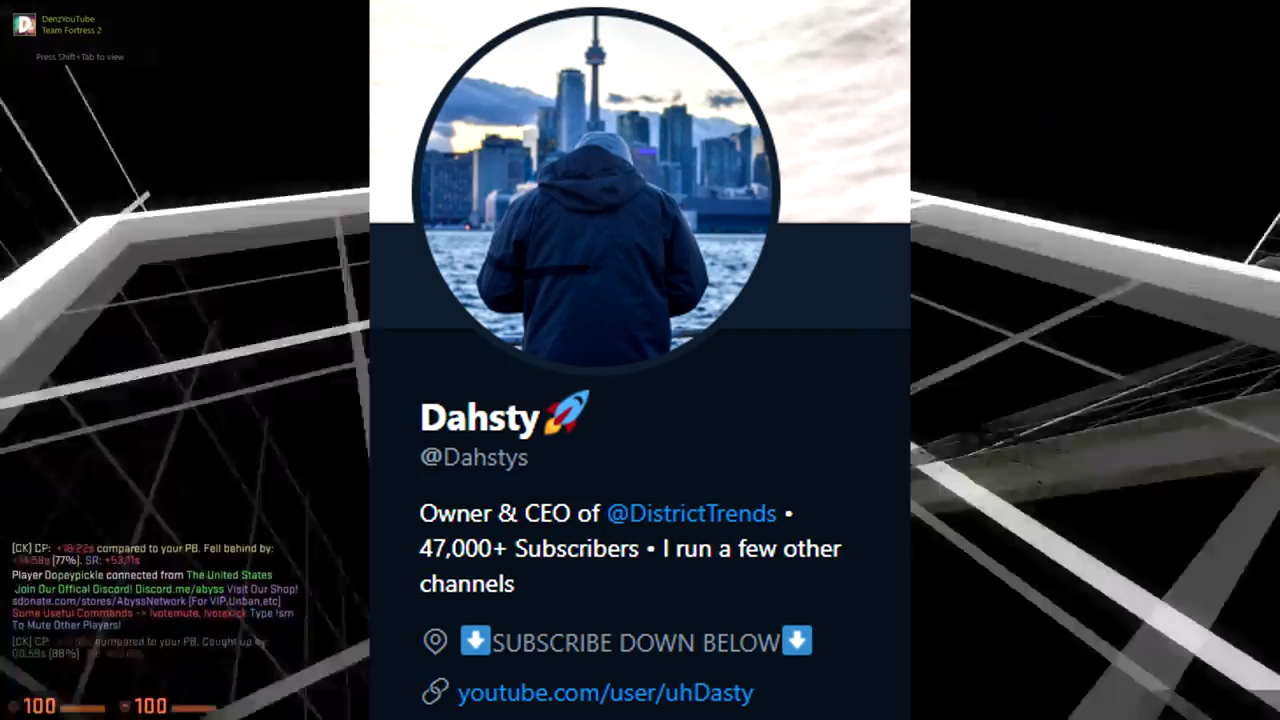 DenzYouTube
Team Fortress 2
Press Shift+Tab to view
Dahsty
@Dahstys
Owner & CEO of @DistrictTrends •
47,000+ Subscribers • I run a few other
channels
SUBSCRIBE DOWN BELOW
youtube.com/user/uhDasty
[CK] CP: compared to your PB. Fell behind by:
(77%). SR:
Player Dopeypickle connected from The United States
Join Our Offical Discord! Discord.me/abyss Visit Our Shop!
sdonate.com/stores/AbyssNetwork [For VIP,Unban,etc]
Some Useful Commands -> !votemute, !votekick Type !sm
To Mute Other Players!
[CK] CP: compared to your PB. Caught up by:
(88%)
100 100